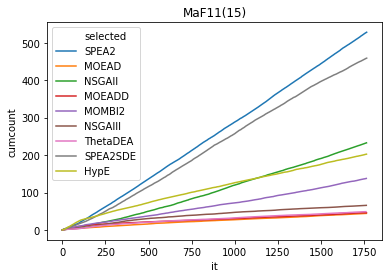 MaF11(15)
selected
SPEA2
MOEAD
NSGAII
MOEADD
MOMBI2
NSGAIII
ThetaDEA
SPEA2SDE
HypE
cumcount
500
400
300
200
100
0
0 250 500 750 1000 1250 1500 1750
it